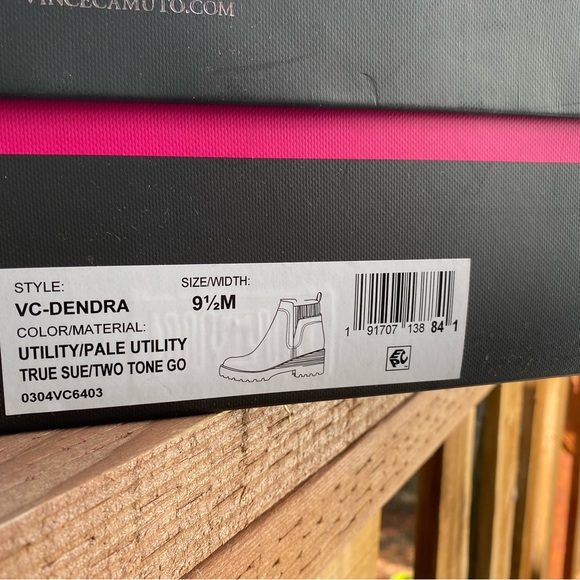 VINCECAMUTO.COM
STYLE:
VC-DENDRA
SIZE/WIDTH:
9½M
COLOR/MATERIAL:
UTILITY/PALE UTILITY
TRUE SUE/TWO TONE GO
0304VC6403
1 91707 138 84 1